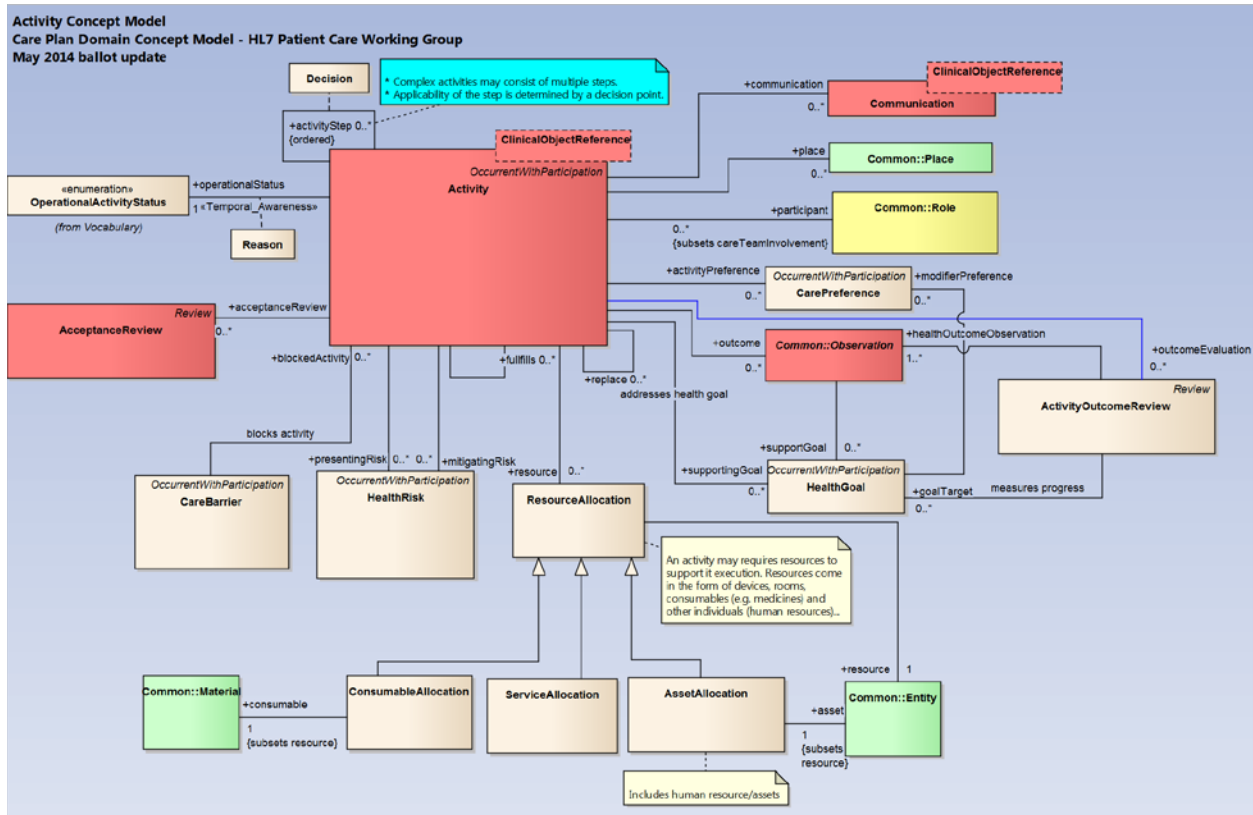 Activity Concept Model
Care Plan Domain Concept Model - HL7 Patient Care Working Group
May 2014 ballot update
Decision
* Complex activities may consist of multiple steps.
* Applicability of the step is determined by a decision point.
+activityStep 0..*
{ordered}
ClinicalObjectReference
OccurrentWithParticipation
Activity
+communication
0..*
ClinicalObjectReference
Communication
+place
0..*
Common::Place
+participant
0..*
{subsets careTeamInvolvement}
Common::Role
«enumeration»
OperationalActivityStatus
(from Vocabulary)
+operationalStatus
1 «Temporal_Awareness»
Reason
+activityPreference
0..*
OccurrentWithParticipation
CarePreference
+modifierPreference
0..*
Review
AcceptanceReview
+acceptanceReview
0..*
+outcome
0..*
Common::Observation
+healthOutcomeObservation
1..*
+outcomeEvaluation
0..*
Review
ActivityOutcomeReview
+blockedActivity 0..*
+fullfills 0..*
+replace 0..*
addresses health goal
blocks activity
+presentingRisk 0..*
0..* +mitigatingRisk
+resource 0..*
+supportGoal 0..*
+supportingGoal
0..*
OccurrentWithParticipation
HealthGoal
+goalTarget
0..*
measures progress
OccurrentWithParticipation
CareBarrier
OccurrentWithParticipation
HealthRisk
ResourceAllocation
An activity may requires resources to
support it execution. Resources come
in the form of devices, rooms,
consumables (e.g. medicines) and
other individuals (human resources)...
+resource 1
Common::Material
+consumable
1
{subsets resource}
ConsumableAllocation
ServiceAllocation
AssetAllocation
+asset
1
{subsets
resource}
Common::Entity
Includes human resource/assets